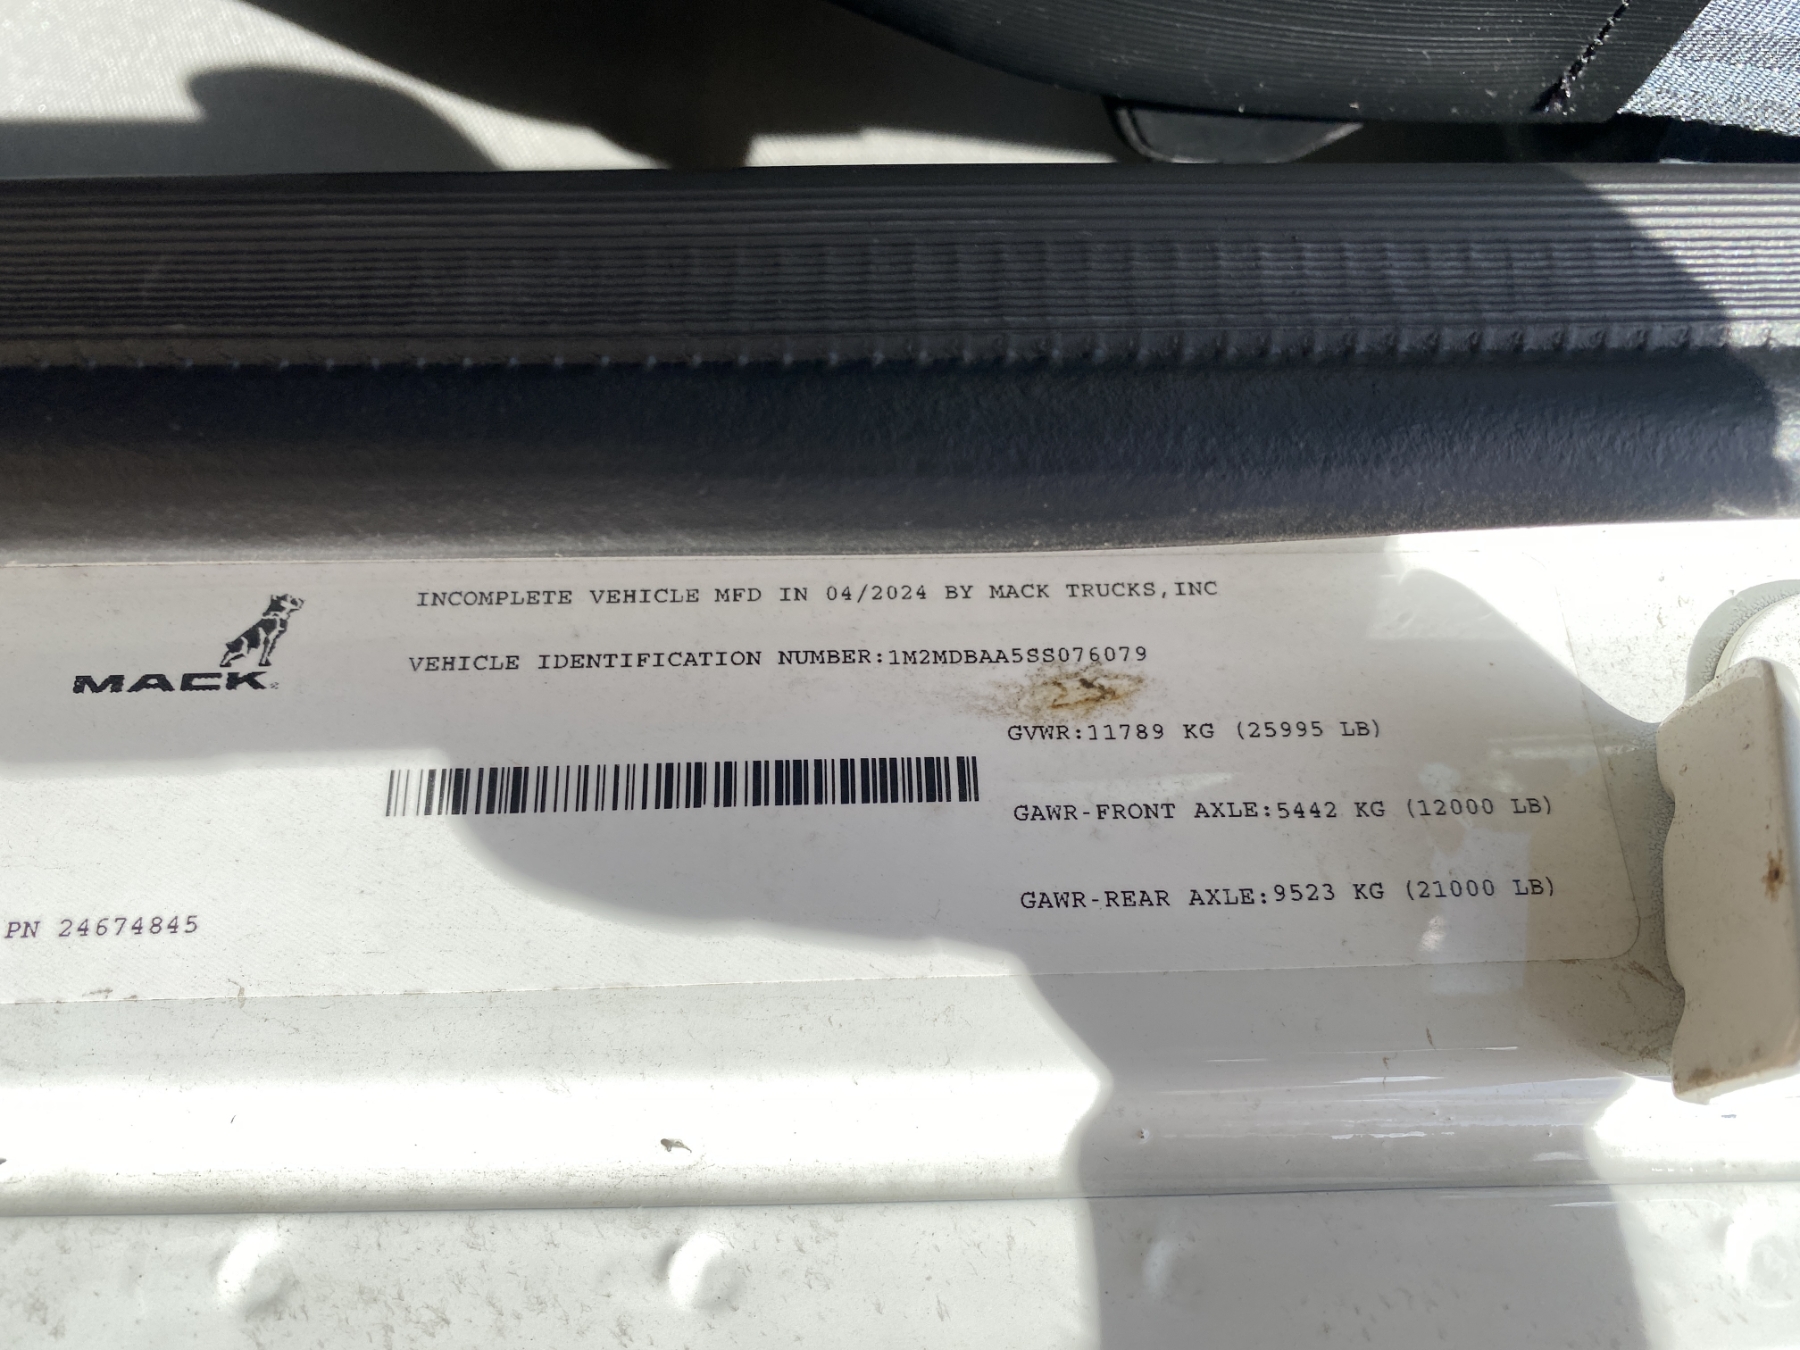 INCOMPLETE VEHICLE MFD IN 04/2024 BY MACK TRUCKS,INC
MACK
VEHICLE IDENTIFICATION NUMBER:1M2MDBAA5SS076079
GVWR:11789 KG (25995 LB)
GAWR-FRONT AXLE:5442 KG (12000 LB)
GAWR-REAR AXLE:9523 KG (21000 LB)
PN 24674845